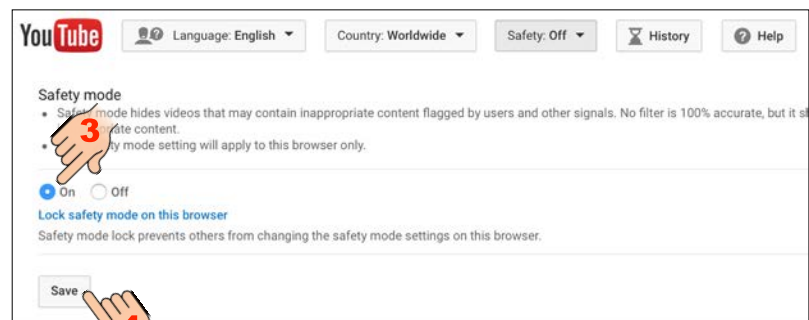 YouTube Language: English Country: Worldwide Safety: Off History Help
Safety mode
• Safety mode hides videos that may contain inappropriate content flagged by users and other signals. No filter is 100% accurate, but it
3
content.
• mode setting will apply to this browser only.
On Off
Lock safety mode on this browser
Safety mode lock prevents others from changing the safety mode settings on this browser.
Save